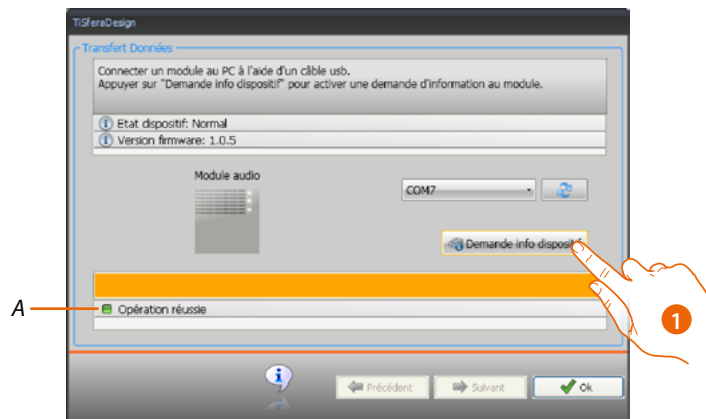 TiSferaDesign
Transfert Données
Connecter un module au PC à l'aide d'un câble usb.
Appuyer sur "Demande info dispositif" pour activer une demande d'information au module.
Etat dispositif: Normal
Version firmware: 1.0.5
Module audio
COM7
Demande info dispositif
A
Opération réussie
1
Précédent
Suivant
Ok